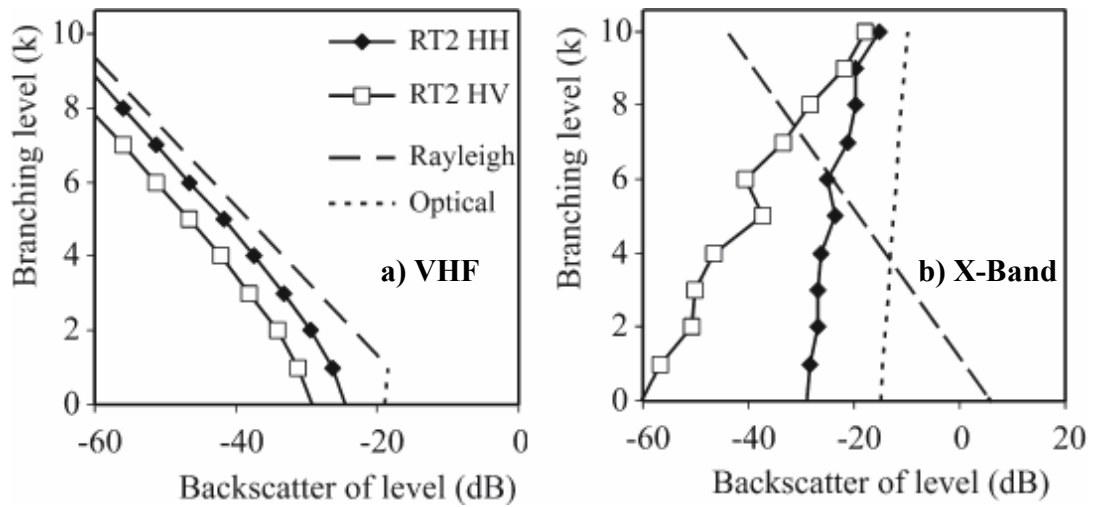 Branching level (k)
10
8
6
4
2
0
-60
-40
-20
0
Backscatter of level (dB)
RT2 HH
RT2 HV
Rayleigh
Optical
a) VHF
Branching level (k)
10
8
6
4
2
0
-60
-40
-20
0
20
Backscatter of level (dB)
b) X-Band